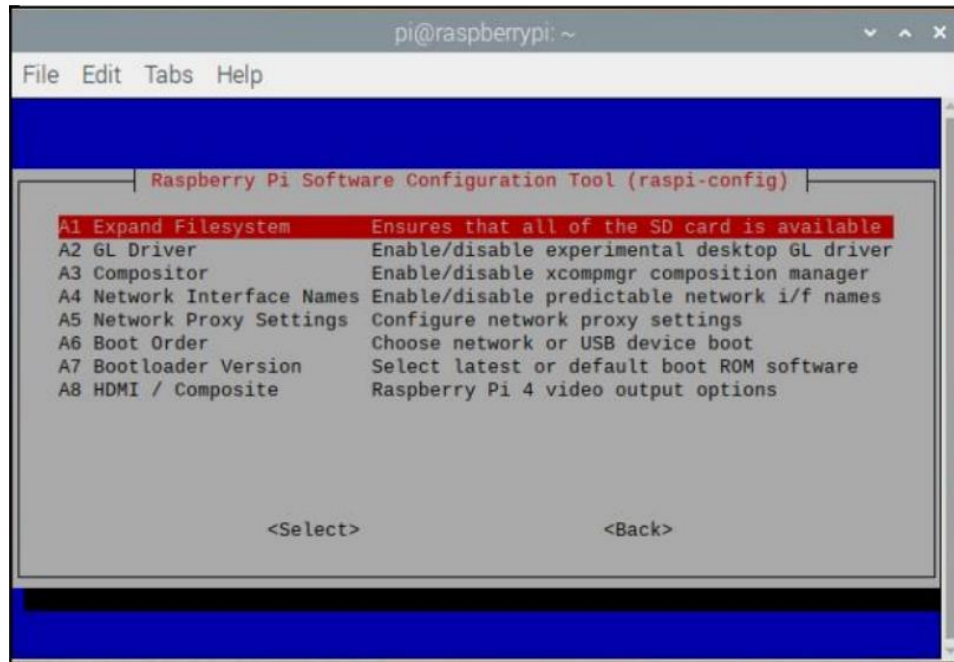 pi@raspberrypi: ~
File Edit Tabs Help
Raspberry Pi Software Configuration Tool (raspi-config)
A1 Expand Filesystem Ensures that all of the SD card is available
A2 GL Driver Enable/disable experimental desktop GL driver
A3 Compositor Enable/disable xcompmgr composition manager
A4 Network Interface Names Enable/disable predictable network i/f names
A5 Network Proxy Settings Configure network proxy settings
A6 Boot Order Choose network or USB device boot
A7 Bootloader Version Select latest or default boot ROM software
A8 HDMI / Composite Raspberry Pi 4 video output options
<Select> <Back>